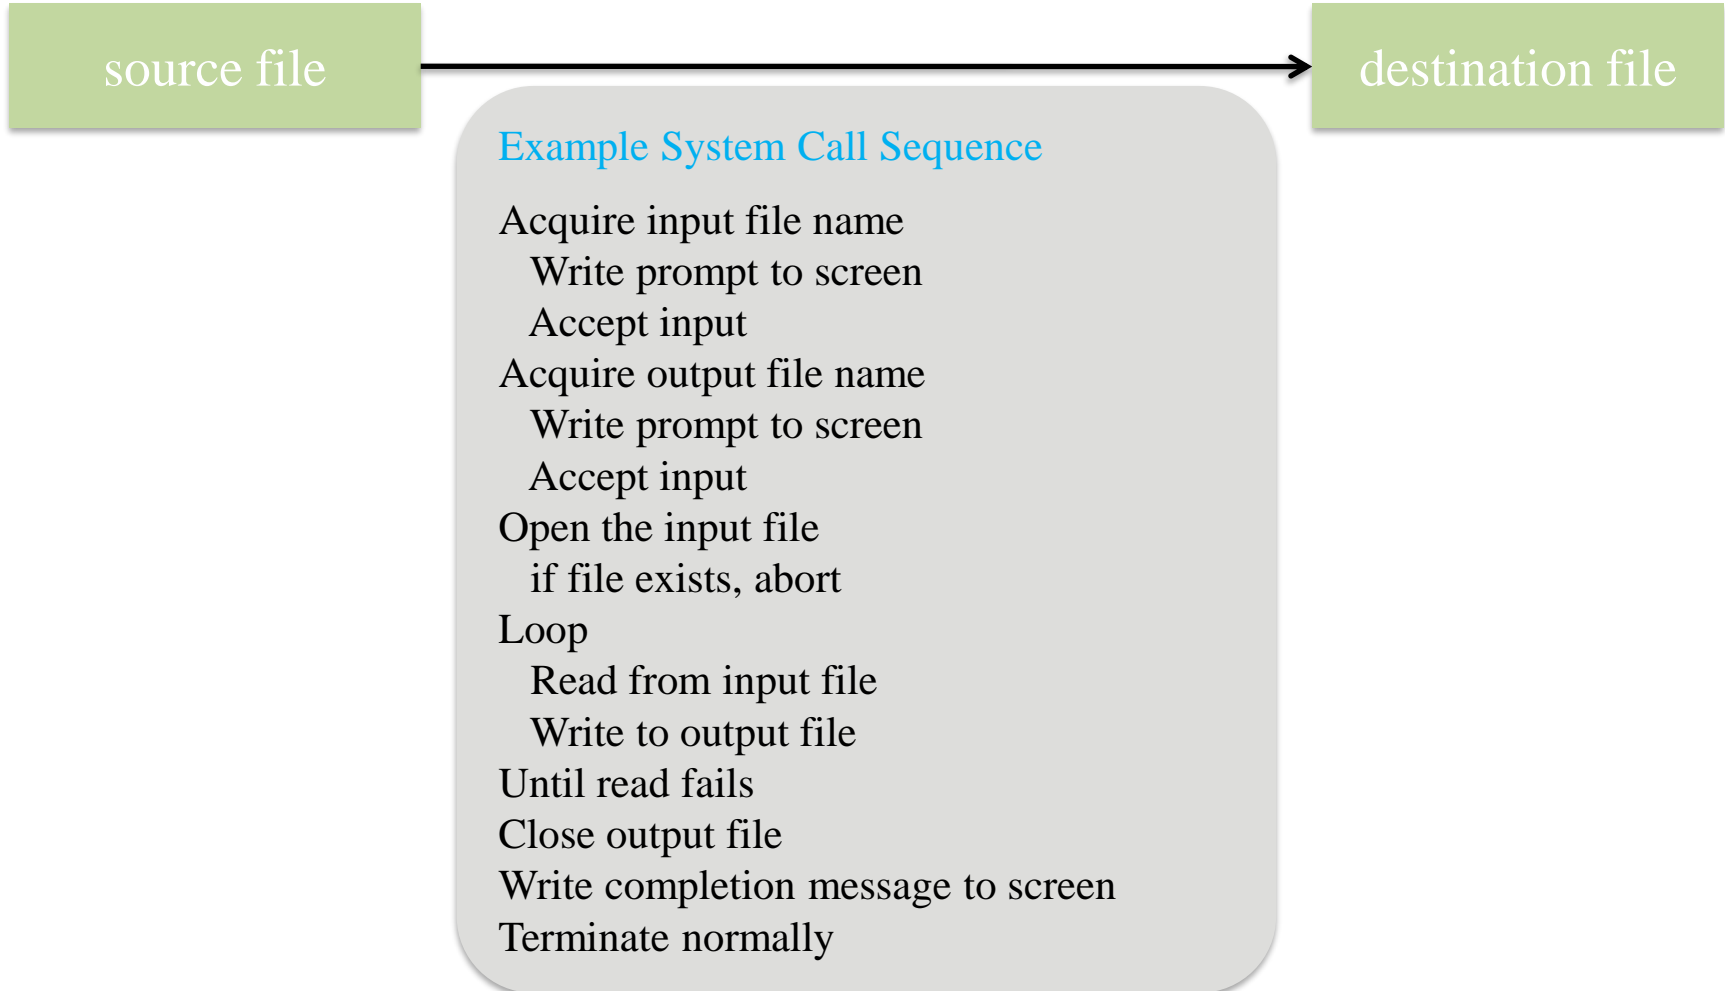 source file
destination file
Example System Call Sequence
Acquire input file name
Write prompt to screen
Accept input
Acquire output file name
Write prompt to screen
Accept input
Open the input file
if file exists, abort
Loop
Read from input file
Write to output file
Until read fails
Close output file
Write completion message to screen
Terminate normally